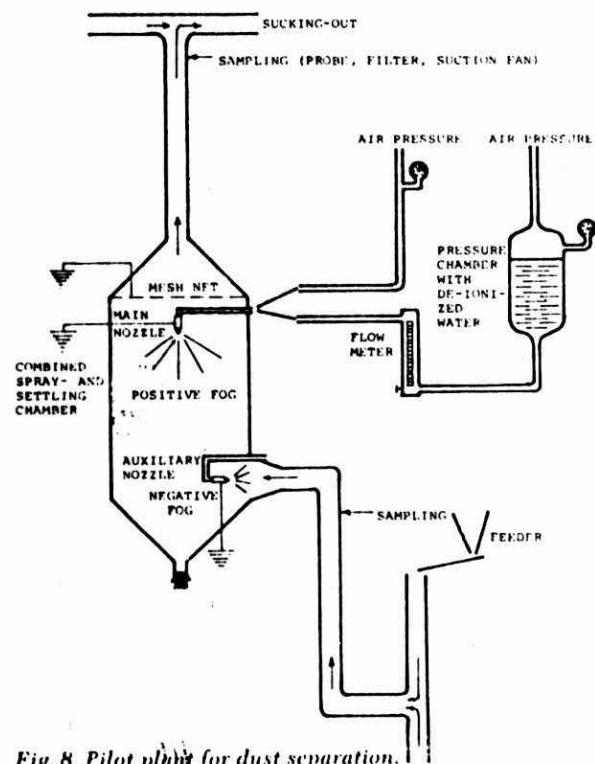 SUCKING-OUT
SAMPLING (PROBE, FILTER, SUCTION FAN)
AIR PRESSURE
AIR PRESSURE
PRESSURE
CHAMBER
WITH
DE-IONI-
ZED
WATER
MESH NET
MAIN
NOZZLE
FLOW
METER
COMBINED
SPRAY- AND
SETTLING
CHAMBER
POSITIVE FOG
AUXILIARY
NOZZLE
NEGATIVE
FOG
SAMPLING
FEEDER
Fig. 8. Pilot plant for dust separation.